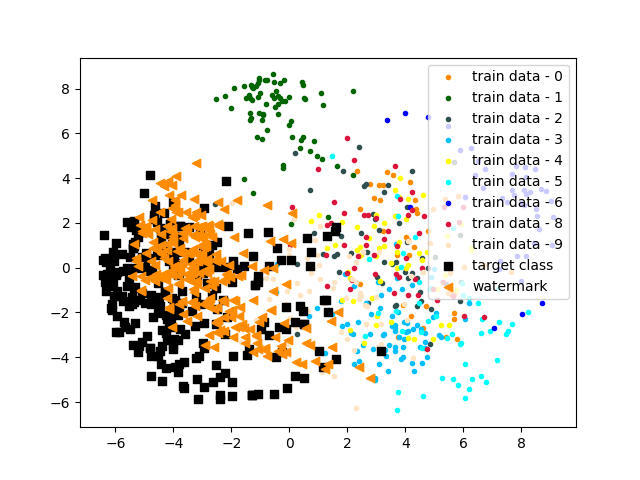 8
6
4
2
0
−2
−4
−6
−6
−4
−2
0
2
4
6
8
train data - 0
train data - 1
train data - 2
train data - 3
train data - 4
train data - 5
train data - 6
train data - 8
train data - 9
target class
watermark